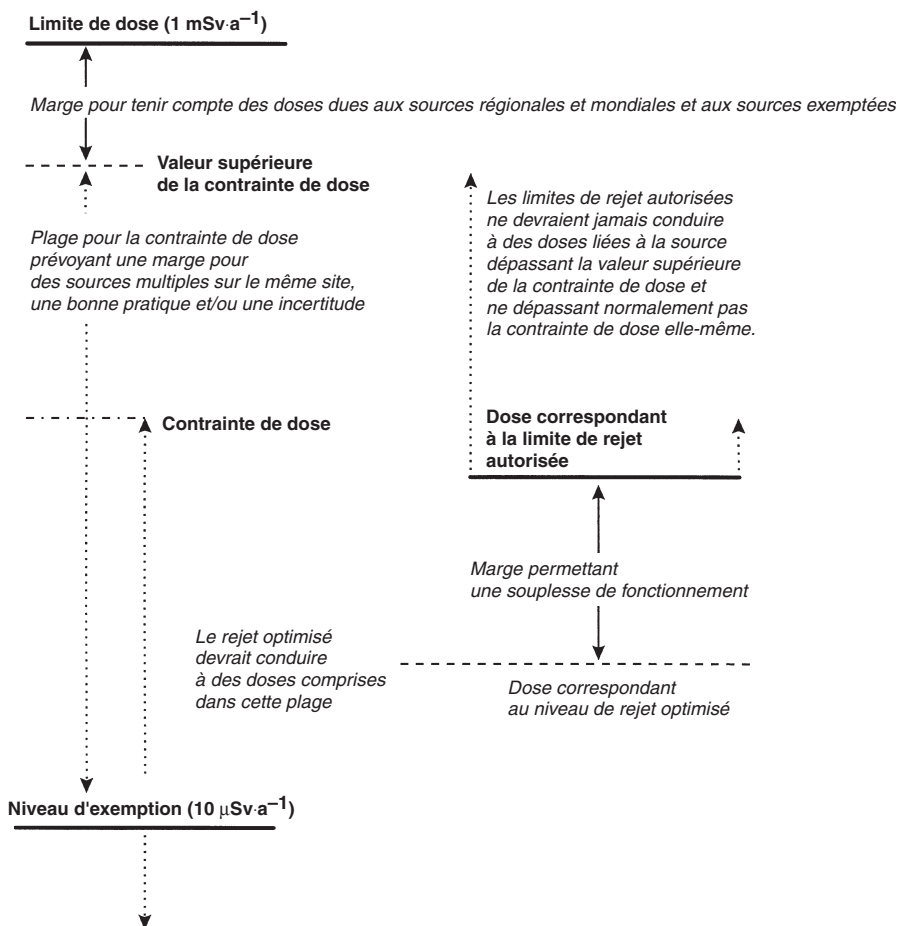 Limite de dose (1 mSv·a⁻¹)
Marge pour tenir compte des doses dues aux sources régionales et mondiales et aux sources exemptées
Valeur supérieure
de la contrainte de dose
Plage pour la contrainte de dose
prévoyant une marge pour
des sources multiples sur le même site,
une bonne pratique et/ou une incertitude
Les limites de rejet autorisées
ne devraient jamais conduire
à des doses liées à la source
dépassant la valeur supérieure
de la contrainte de dose et
ne dépassant normalement pas
la contrainte de dose elle-même.
Contrainte de dose
Dose correspondant
à la limite de rejet
autorisée
Marge permettant
une souplesse de fonctionnement
Le rejet optimisé
devrait conduire
à des doses comprises
dans cette plage
Dose correspondant
au niveau de rejet optimisé
Niveau d'exemption (10 µSv·a⁻¹)